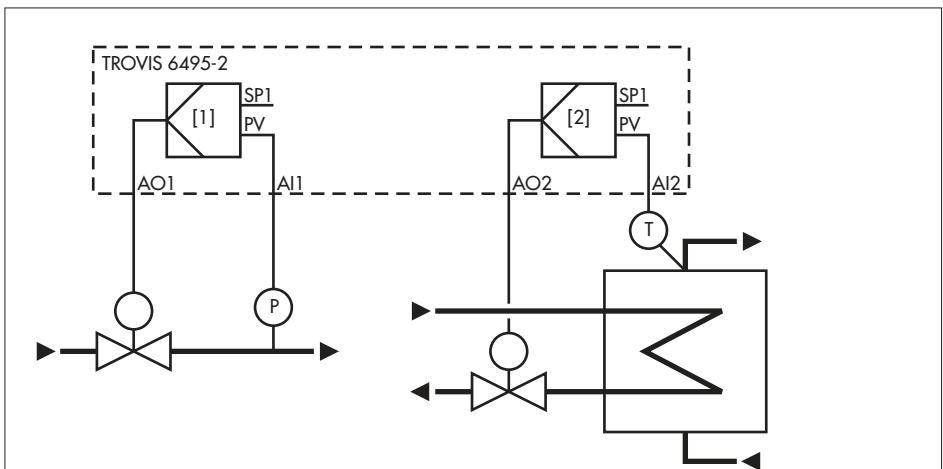 TROVIS 6495-2
[1]
SP1
PV
AO1
AI1
P
[2]
SP1
PV
AO2
AI2
T